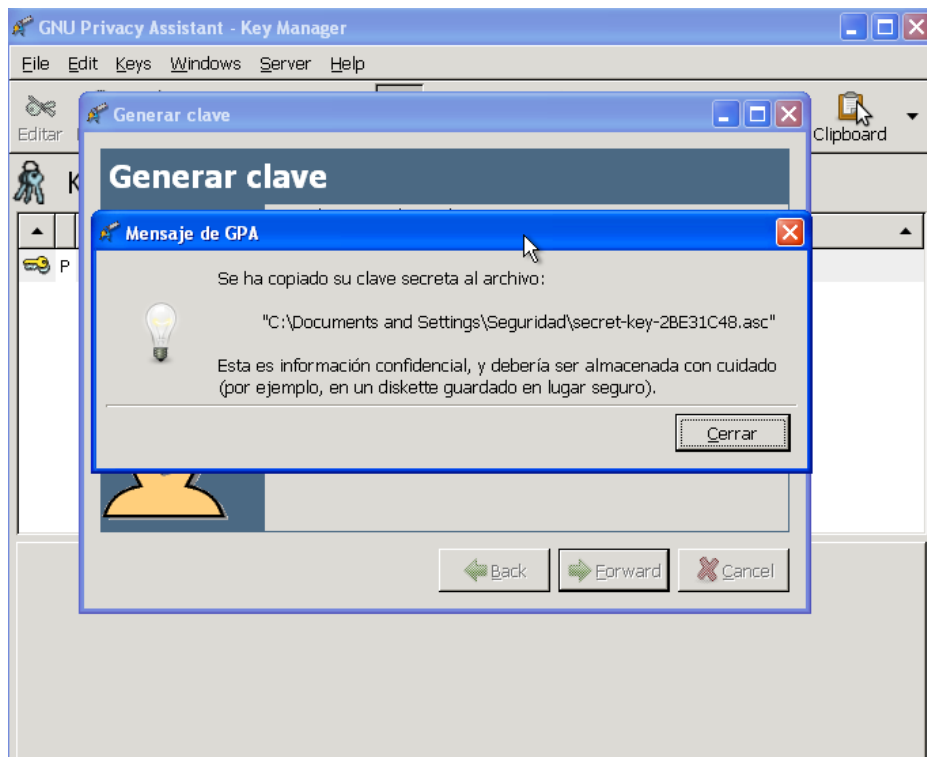 GNU Privacy Assistant - Key Manager
File Edit Keys Windows Server Help
Editar
Clipboard
Generar clave
Generar clave
K
Mensaje de GPA
P
Se ha copiado su clave secreta al archivo:
"C:\Documents and Settings\Seguridad\secret-key-2BE31C48.asc"
Esta es información confidencial, y debería ser almacenada con cuidado
(por ejemplo, en un diskette guardado en lugar seguro).
Cerrar
Back Forward Cancel